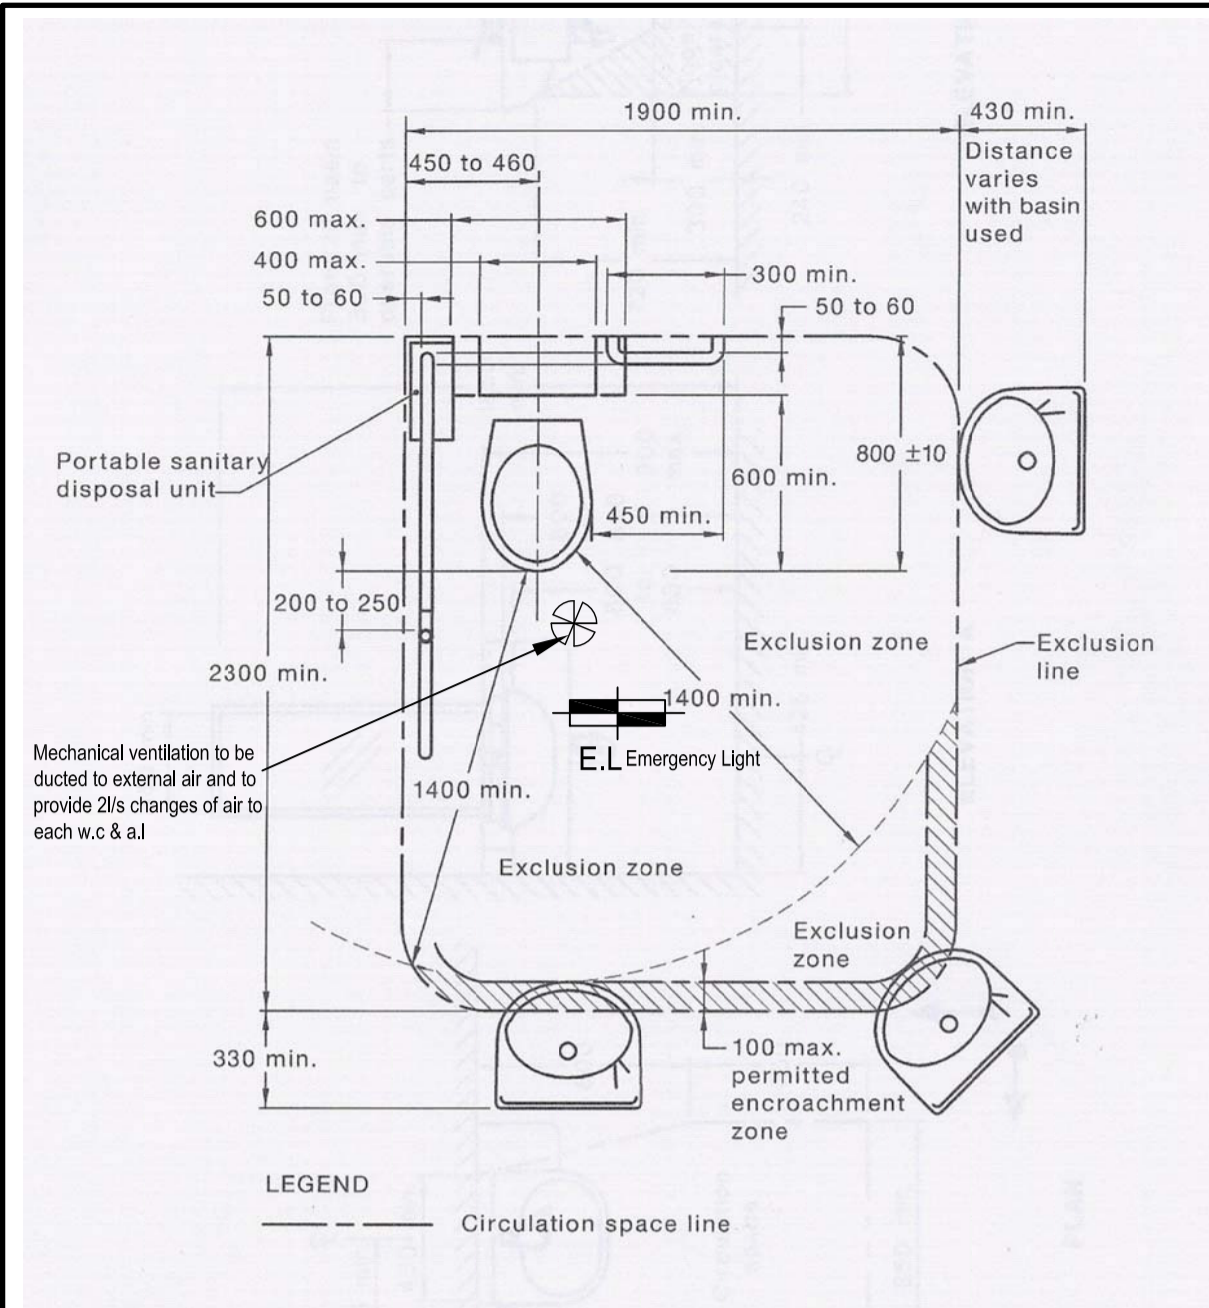 1900 min.
430 min.
Distance
varies
with basin
used
450 to 460
600 max.
400 max.
300 min.
50 to 60
50 to 60
Portable sanitary
disposal unit
800 ±10
600 min.
450 min.
200 to 250
Exclusion zone
Exclusion
line
2300 min.
1400 min.
E.L Emergency Light
Mechanical ventilation to be
ducted to external air and to
provide 2l/s changes of air to
each w.c & a.l
1400 min.
Exclusion zone
Exclusion
zone
330 min.
100 max.
permitted
encroachment
zone
LEGEND
Circulation space line